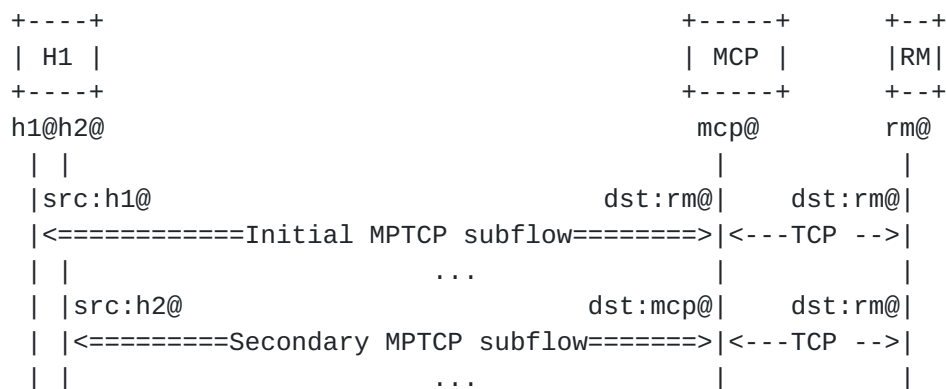 +----+                                      +-----+      +--+
| H1 |                                      | MCP |      |RM|
+----+                                      +-----+      +--+
h1@h2@                                       mcp@        rm@
 | |                                          |           |
 |src:h1@                              dst:rm@|    dst:rm@|
 |<============Initial MPTCP subflow========>|<---TCP -->|
 | |                        ...               |           |
 | |src:h2@                           dst:mcp@|    dst:rm@|
 | |<=========Secondary MPTCP subflow=======>|<---TCP -->|
 | |                        ...               |           |